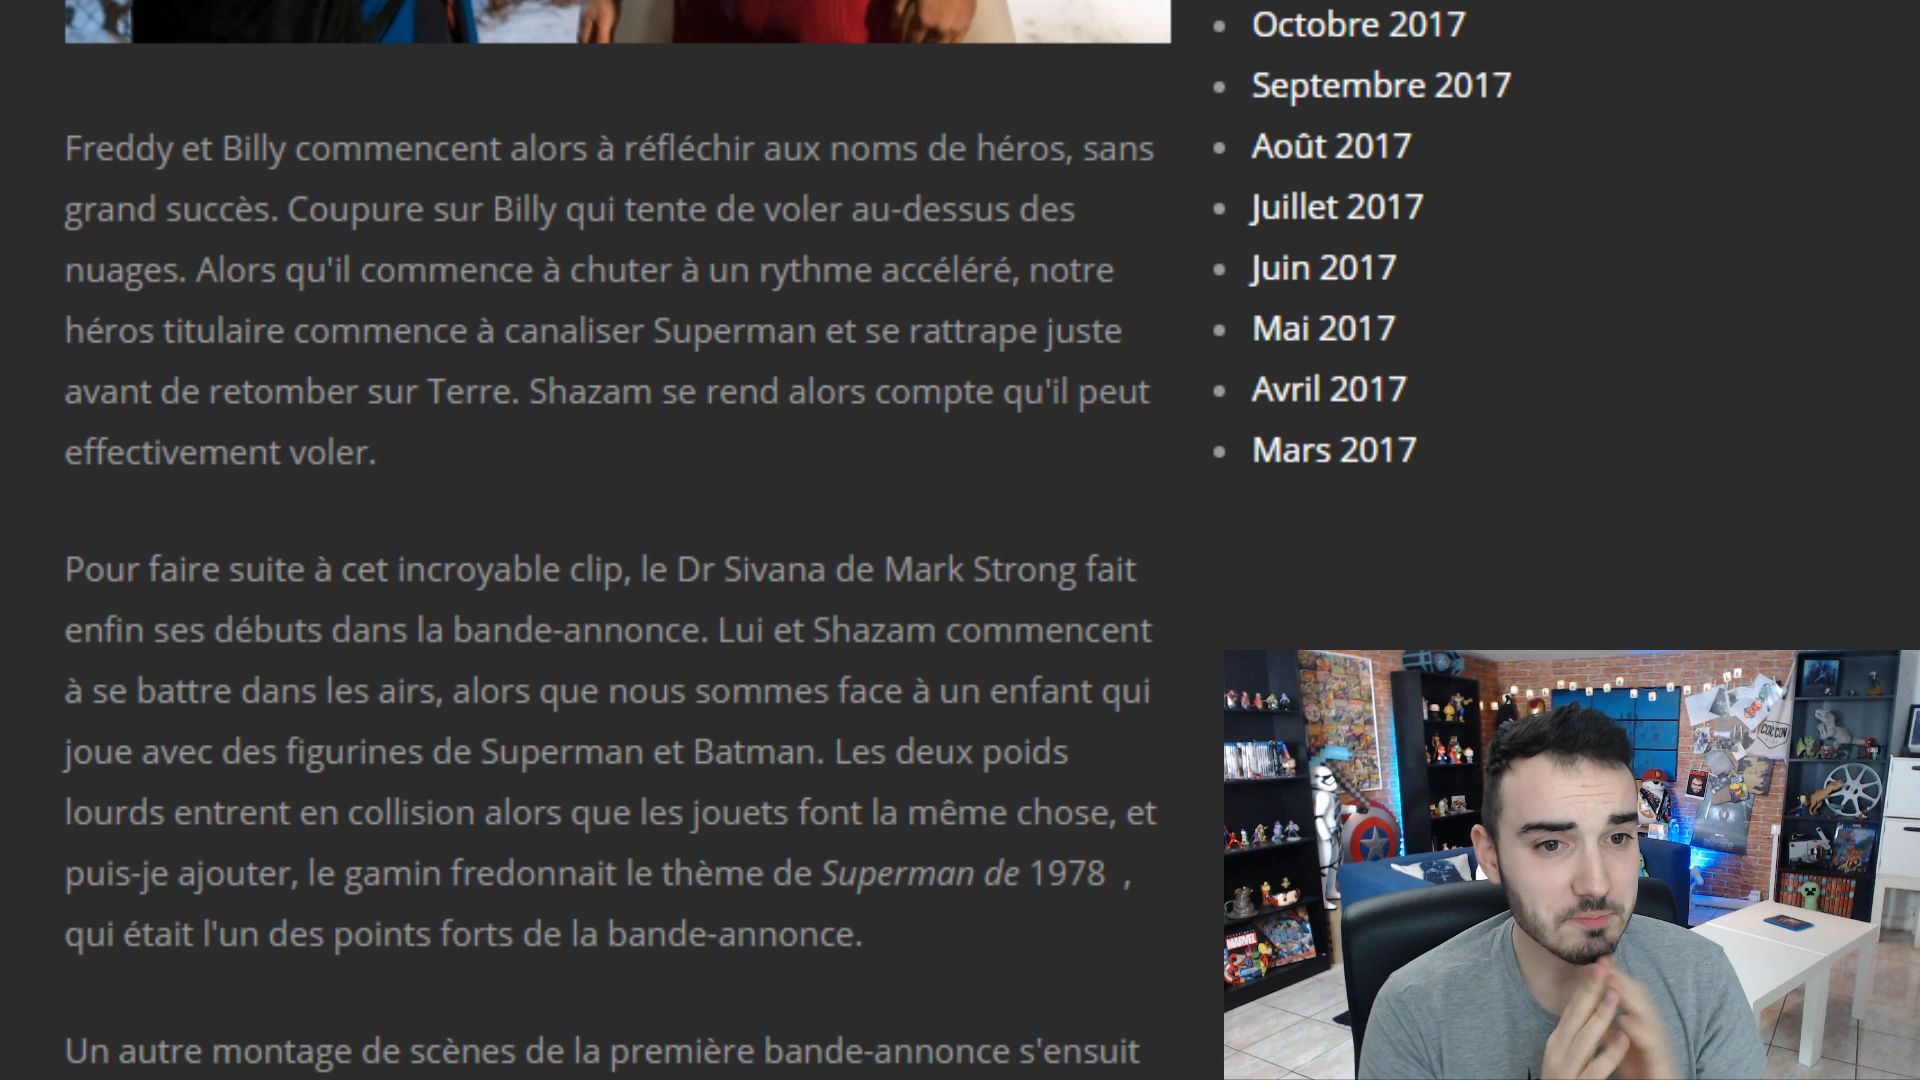 Freddy et Billy commencent alors à réfléchir aux noms de héros, sans
grand succès. Coupure sur Billy qui tente de voler au-dessus des
nuages. Alors qu'il commence à chuter à un rythme accéléré, notre
héros titulaire commence à canaliser Superman et se rattrape juste
avant de retomber sur Terre. Shazam se rend alors compte qu'il peut
effectivement voler.
Pour faire suite à cet incroyable clip, le Dr Sivana de Mark Strong fait
enfin ses débuts dans la bande-annonce. Lui et Shazam commencent
à se battre dans les airs, alors que nous sommes face à un enfant qui
joue avec des figurines de Superman et Batman. Les deux poids
lourds entrent en collision alors que les jouets font la même chose, et
puis-je ajouter, le gamin fredonnait le thème de Superman de 1978 ,
qui était l'un des points forts de la bande-annonce.
Un autre montage de scènes de la première bande-annonce s'ensuit
Octobre 2017
Septembre 2017
Août 2017
Juillet 2017
Juin 2017
Mai 2017
Avril 2017
Mars 2017
MARVEL